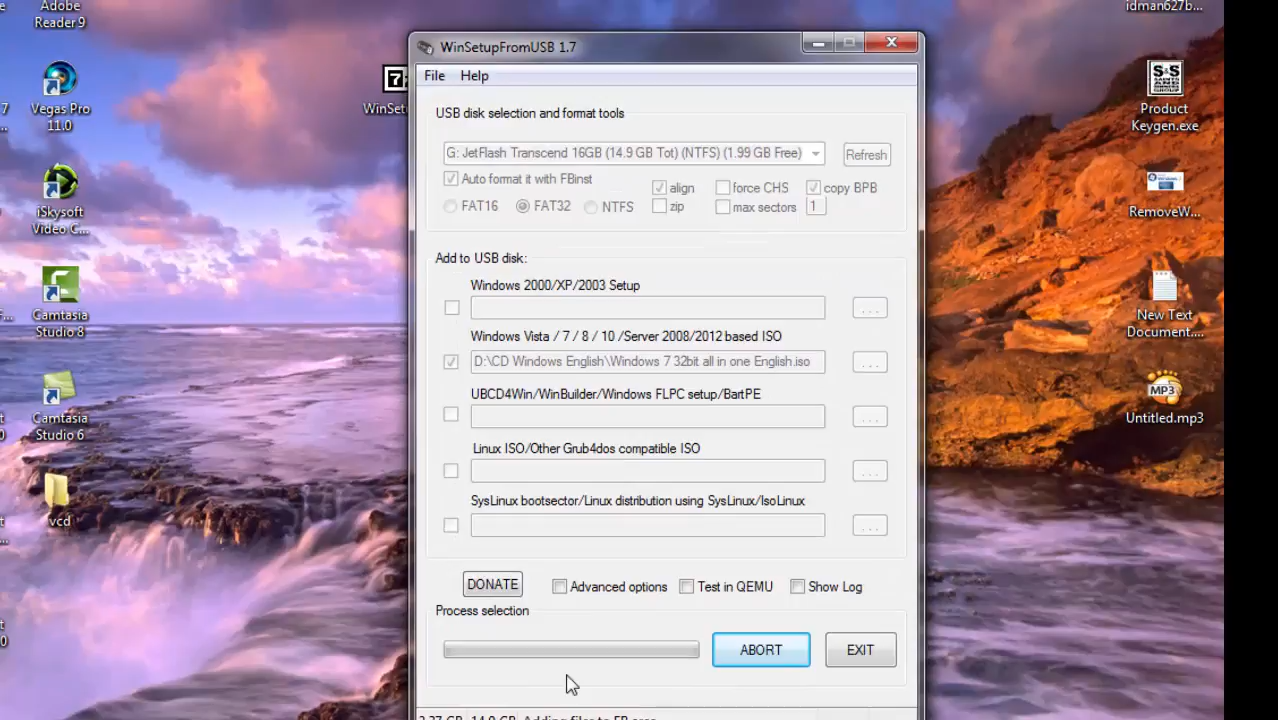 Adobe
Reader 9
idman627b...
Vegas Pro
11.0
7
...
WinSetu
iSkysoft
Video C...
Camtasia
Studio 8
Camtasia
Studio 6
vcd
WinSetupFromUSB 1.7
File Help
USB disk selection and format tools
G: JetFlash Transcend 16GB (14.9 GB Tot) (NTFS) (1.99 GB Free)
Refresh
Auto format it with FBinst
align
force CHS
copy BPB
FAT16
FAT32
NTFS
zip
max sectors
1
Add to USB disk:
Windows 2000/XP/2003 Setup
...
Windows Vista / 7 / 8 / 10 /Server 2008/2012 based ISO
D:\CD Windows English\Windows 7 32bit all in one English.iso
...
UBCD4Win/WinBuilder/Windows FLPC setup/BartPE
...
Linux ISO/Other Grub4dos compatible ISO
...
SysLinux bootsector/Linux distribution using SysLinux/IsoLinux
...
DONATE
Advanced options
Test in QEMU
Show Log
Process selection
ABORT
EXIT
S&S
Product
Keygen.exe
RemoveW...
New Text
Document....
MP3
Untitled.mp3